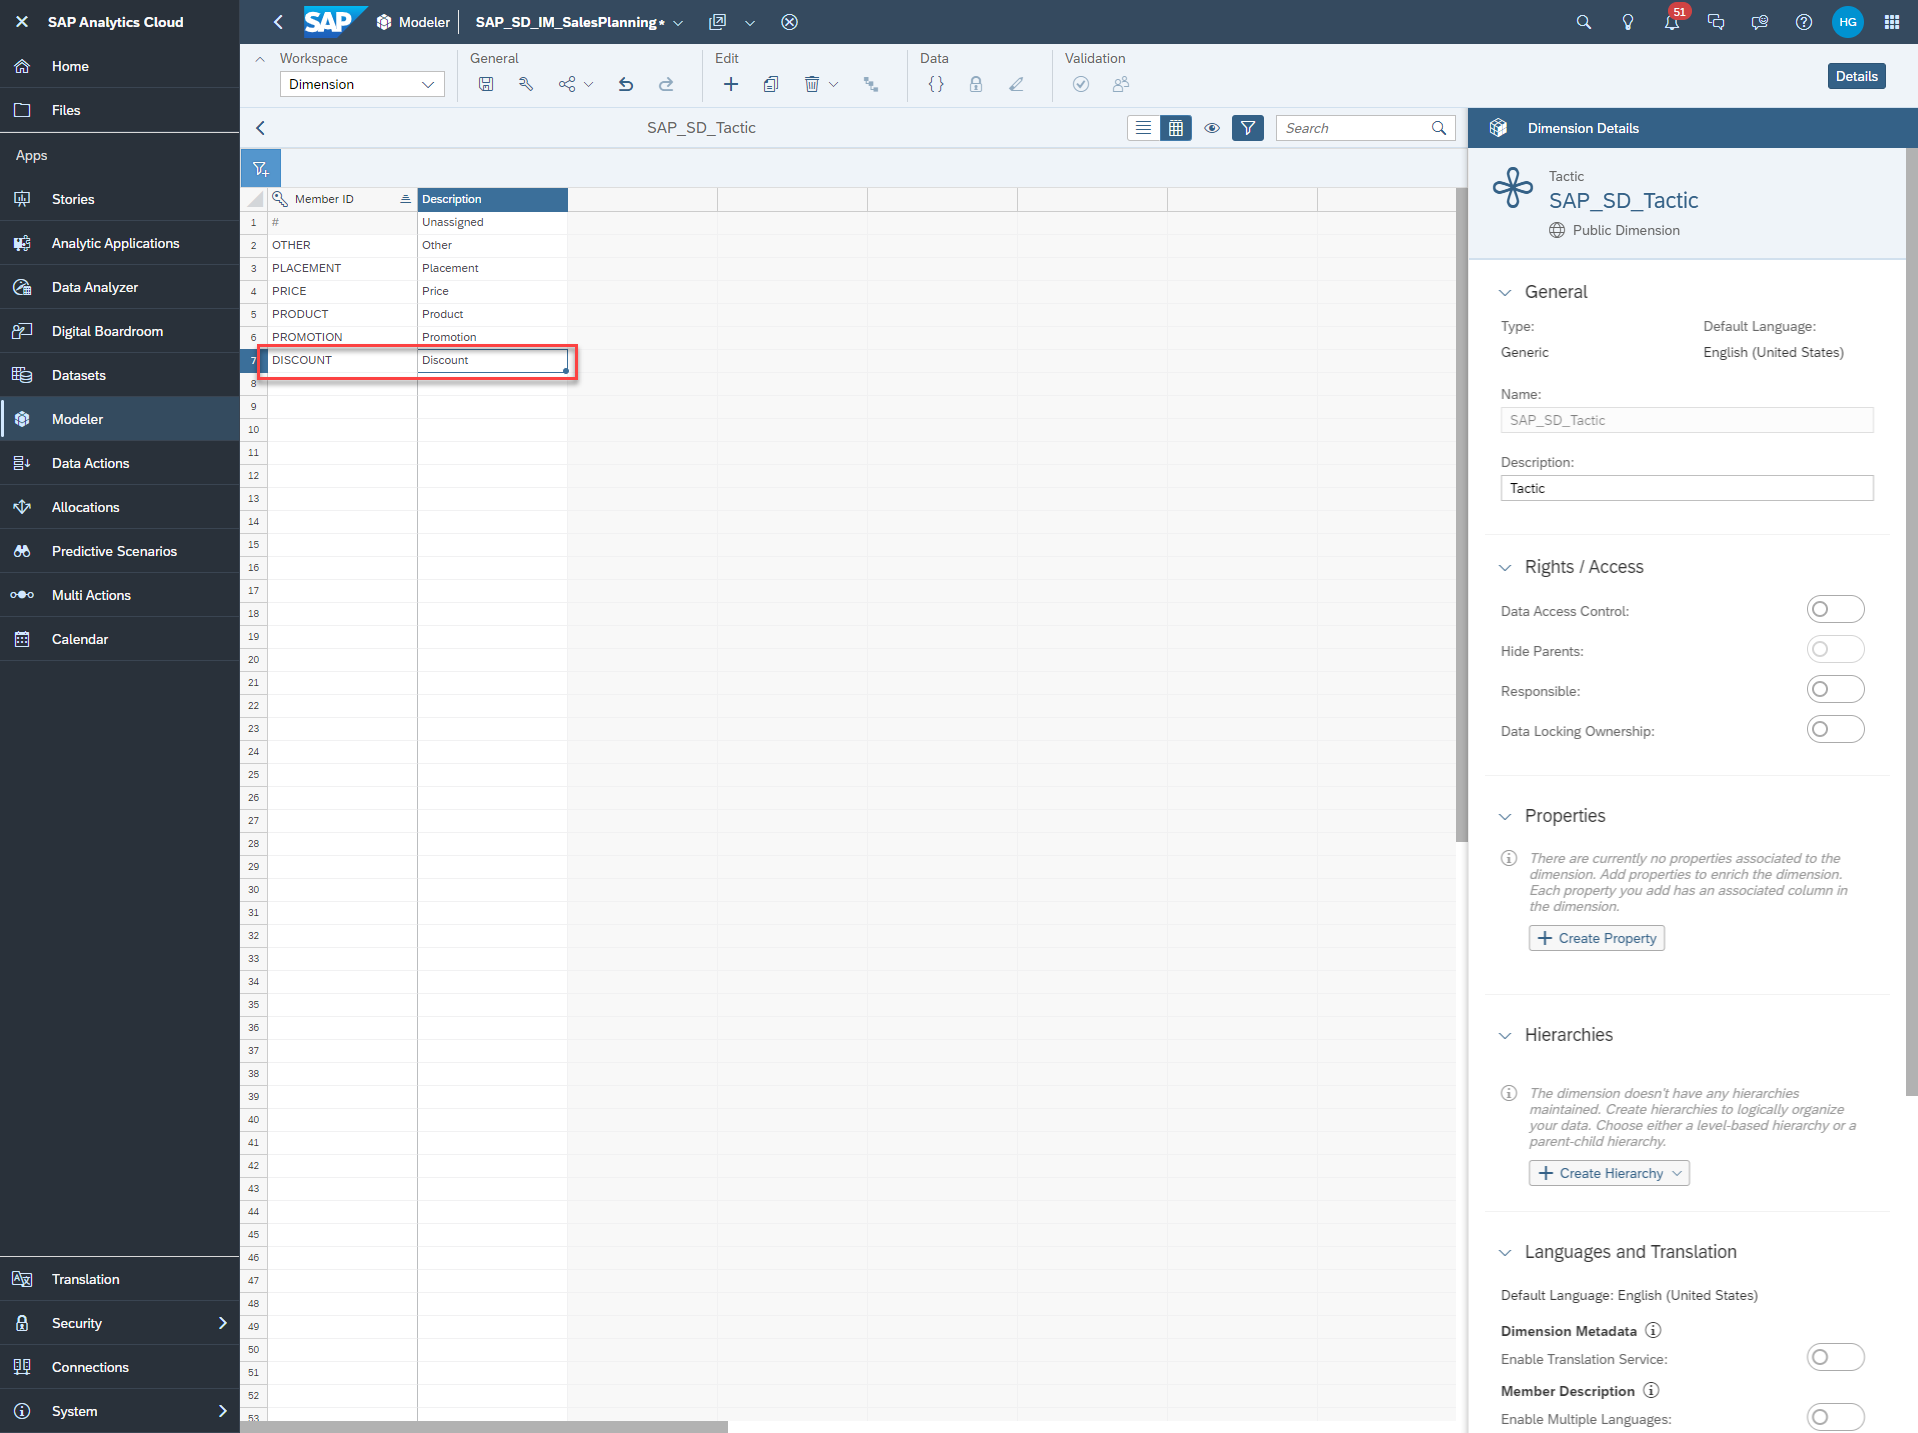 SAP Analytics Cloud
SAP
Modeler
SAP_SD_IM_SalesPlanning*
51
HG
Home
Files
Apps
Stories
Analytic Applications
Data Analyzer
Digital Boardroom
Datasets
Modeler
Data Actions
Allocations
Predictive Scenarios
Multi Actions
Calendar
Translation
Security
Connections
System
Workspace
Dimension
General
Edit
Data
Validation
Details
SAP_SD_Tactic
Search
Member ID Description
1 # Unassigned
2 OTHER Other
3 PLACEMENT Placement
4 PRICE Price
5 PRODUCT Product
6 PROMOTION Promotion
7 DISCOUNT Discount
8
9
10
11
12
13
14
15
16
17
18
19
20
21
22
23
24
25
26
27
28
29
30
31
32
33
34
35
36
37
38
39
40
41
42
43
44
45
46
47
48
49
50
51
52
53
Dimension Details
Tactic
SAP_SD_Tactic
Public Dimension
General
Type: Default Language:
Generic English (United States)
Name:
SAP_SD_Tactic
Description:
Tactic
Rights / Access
Data Access Control:
Hide Parents:
Responsible:
Data Locking Ownership:
Properties
There are currently no properties associated to the
dimension. Add properties to enrich the dimension.
Each property you add has an associated column in
the dimension.
Create Property
Hierarchies
The dimension doesn't have any hierarchies
maintained. Create hierarchies to logically organize
your data. Choose either a level-based hierarchy or a
parent-child hierarchy.
Create Hierarchy
Languages and Translation
Default Language: English (United States)
Dimension Metadata
Enable Translation Service:
Member Description
Enable Multiple Languages: